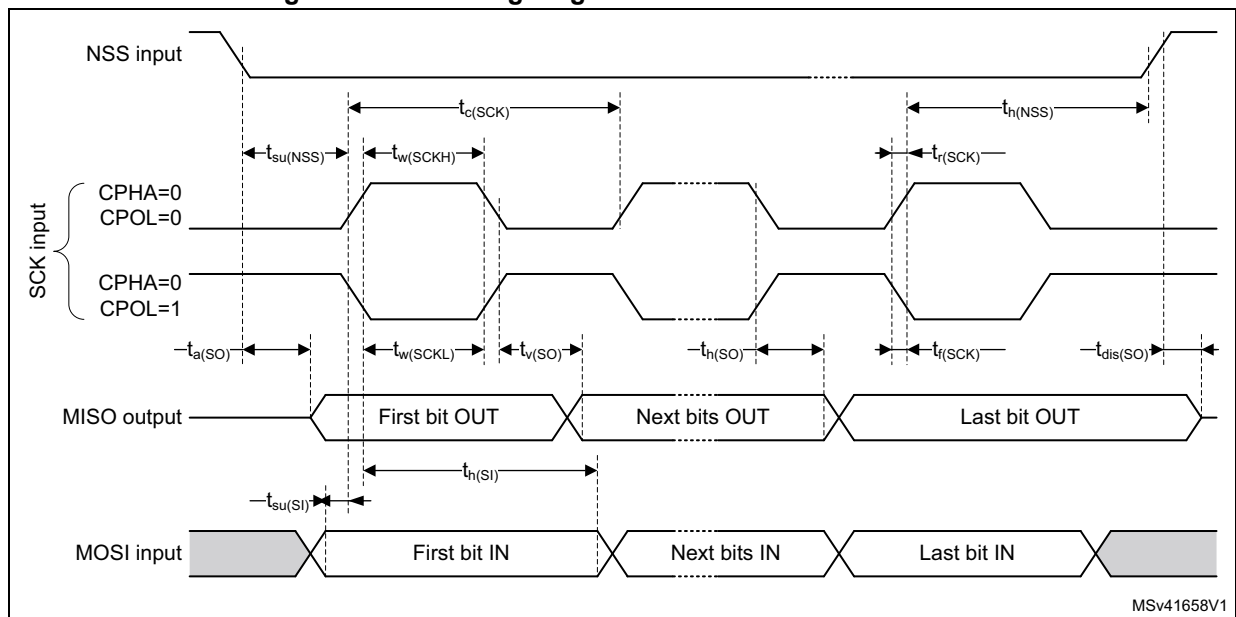 NSS input
tc(SCK)
th(NSS)
tsu(NSS)
tw(SCKH)
tr(SCK)
SCK input
CPHA=0
CPOL=0
CPHA=0
CPOL=1
ta(SO)
tw(SCKL)
tv(SO)
th(SO)
tf(SCK)
tdis(SO)
MISO output
First bit OUT
Next bits OUT
Last bit OUT
th(SI)
tsu(SI)
MOSI input
First bit IN
Next bits IN
Last bit IN
MSv41658V1